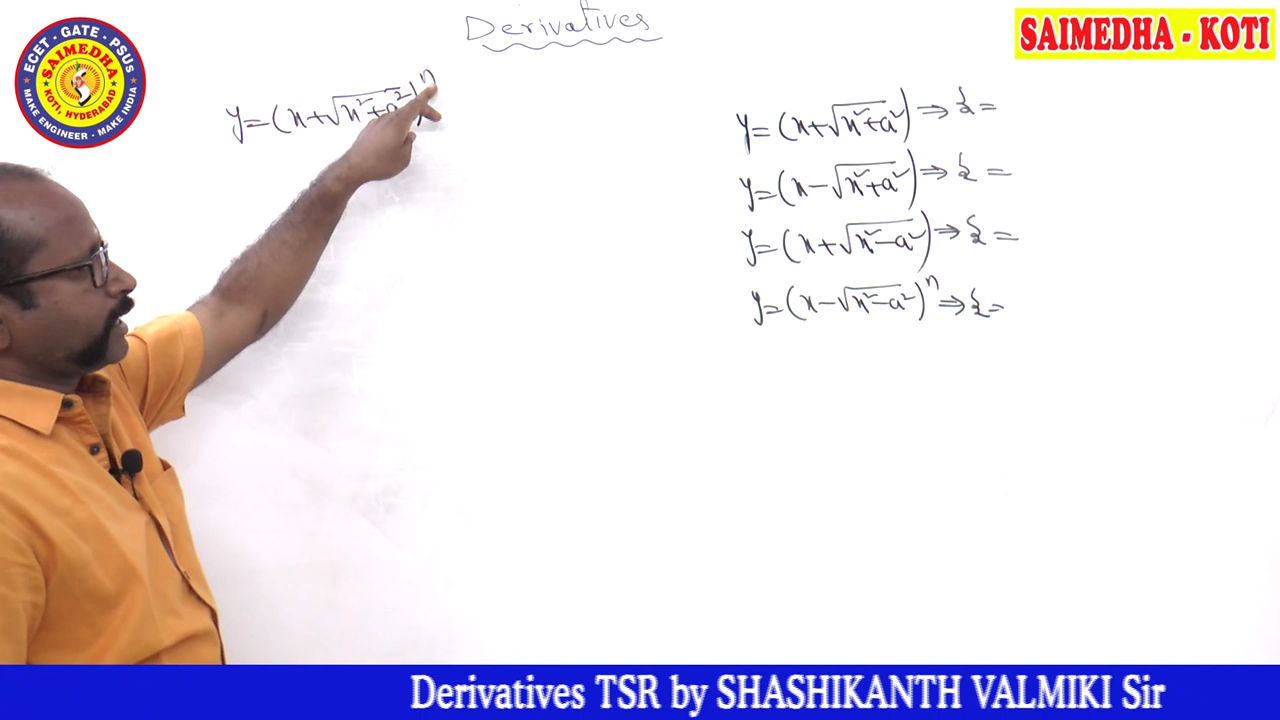 Derivatives
SAIMEDHA - KOTI
ECET - GATE - PSUS
SAIMEDHA
KOTI, HYDERABAD
MAKE ENGINEER - MAKE INDIA
y=(x+√x²+a²)ⁿ
y=(x+√x²+a²) ⇒ =
y=(x-√x²+a²) ⇒ =
y=(x+√x²-a²) ⇒ =
y=(x-√x²-a²)ⁿ ⇒ =
Derivatives TSR by SHASHIKANTH VALMIKI Sir